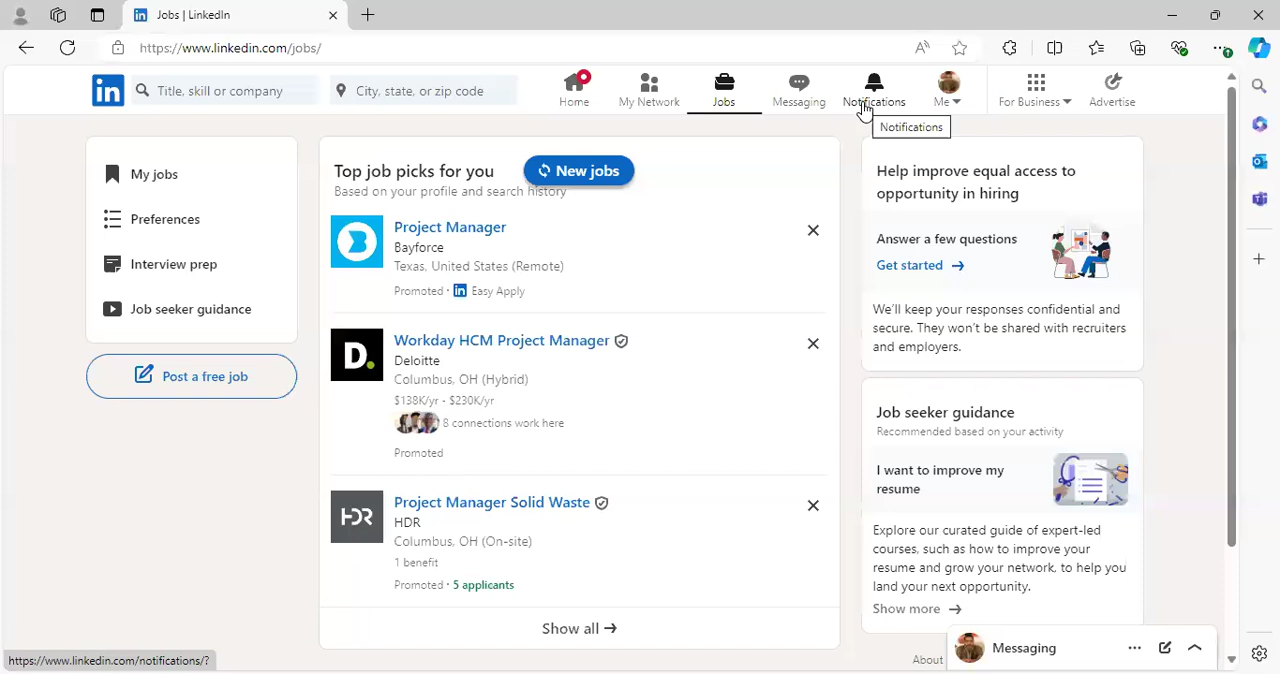 Jobs | LinkedIn
https://www.linkedin.com/jobs/
in
Title, skill or company
City, state, or zip code
Home
My Network
Jobs
Messaging
Notifications
Me
For Business
Advertise
Notifications
My jobs
Preferences
Interview prep
Job seeker guidance
Post a free job
Top job picks for you
New jobs
Based on your profile and search history
Project Manager
Bayforce
Texas, United States (Remote)
Promoted · in Easy Apply
D.
Workday HCM Project Manager
Deloitte
Columbus, OH (Hybrid)
$138K/yr - $230K/yr
8 connections work here
Promoted
HDR
Project Manager Solid Waste
HDR
Columbus, OH (On-site)
1 benefit
Promoted · 5 applicants
Show all →
Help improve equal access to
opportunity in hiring
Answer a few questions
Get started →
We'll keep your responses confidential and
secure. They won't be shared with recruiters
and employers.
Job seeker guidance
Recommended based on your activity
I want to improve my
resume
Explore our curated guide of expert-led
courses, such as how to improve your
resume and grow your network, to help you
land your next opportunity.
Show more →
About
Messaging
https://www.linkedin.com/notifications/?